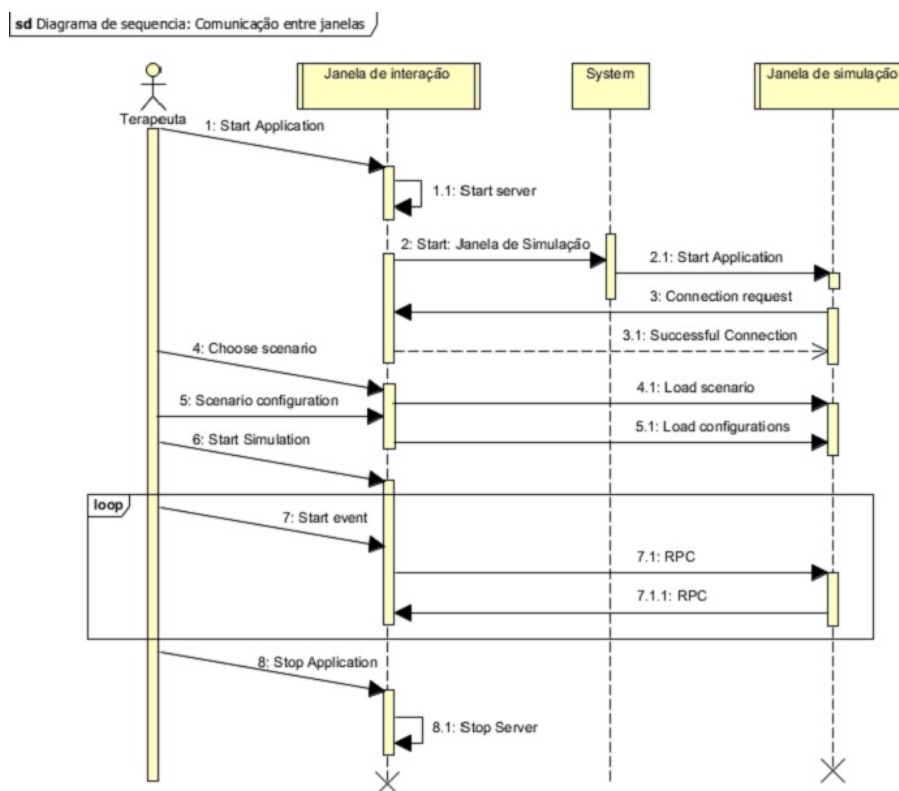 sd Diagrama de sequencia: Comunicação entre janelas
Janela de interação
System
Janela de simulação
Terapeuta
1: Start Application
1.1: Start server
2: Start: Janela de Simulação
2.1: Start Application
3: Connection request
3.1: Successful Connection
4: Choose scenario
4.1: Load scenario
5: Scenario configuration
5.1: Load configurations
6: Start Simulation
loop
7: Start event
7.1: RPC
7.1.1: RPC
8: Stop Application
8.1: Stop Server